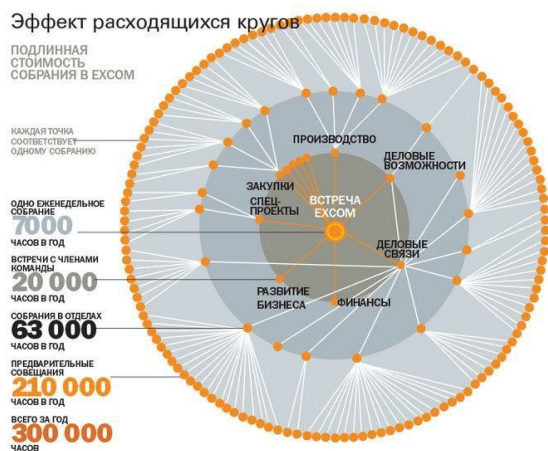 Эффект расходящихся кругов
ПОДЛИННАЯ
СТОИМОСТЬ
СОБРАНИЯ В EXCOM
КАЖДАЯ ТОЧКА
СООТВЕТСТВУЕТ
ОДНОМУ СОБРАНИЮ
ОДНО ЕЖЕНЕДЕЛЬНОЕ
СОБРАНИЕ
7000
ЧАСОВ В ГОД
ВСТРЕЧИ С ЧЛЕНАМИ
КОМАНДЫ
20 000
ЧАСОВ В ГОД
СОБРАНИЯ В ОТДЕЛАХ
63 000
ЧАСОВ В ГОД
ПРЕДВАРИТЕЛЬНЫЕ
СОВЕЩАНИЯ
210 000
ЧАСОВ В ГОД
ВСЕГО ЗА ГОД
300 000
ЧАСОВ
ПРОИЗВОДСТВО
ДЕЛОВЫЕ
ВОЗМОЖНОСТИ
ЗАКУПКИ
СПЕЦ-
ПРОЕКТЫ
ВСТРЕЧА
EXCOM
ДЕЛОВЫЕ
СВЯЗИ
РАЗВИТИЕ
БИЗНЕСА
ФИНАНСЫ